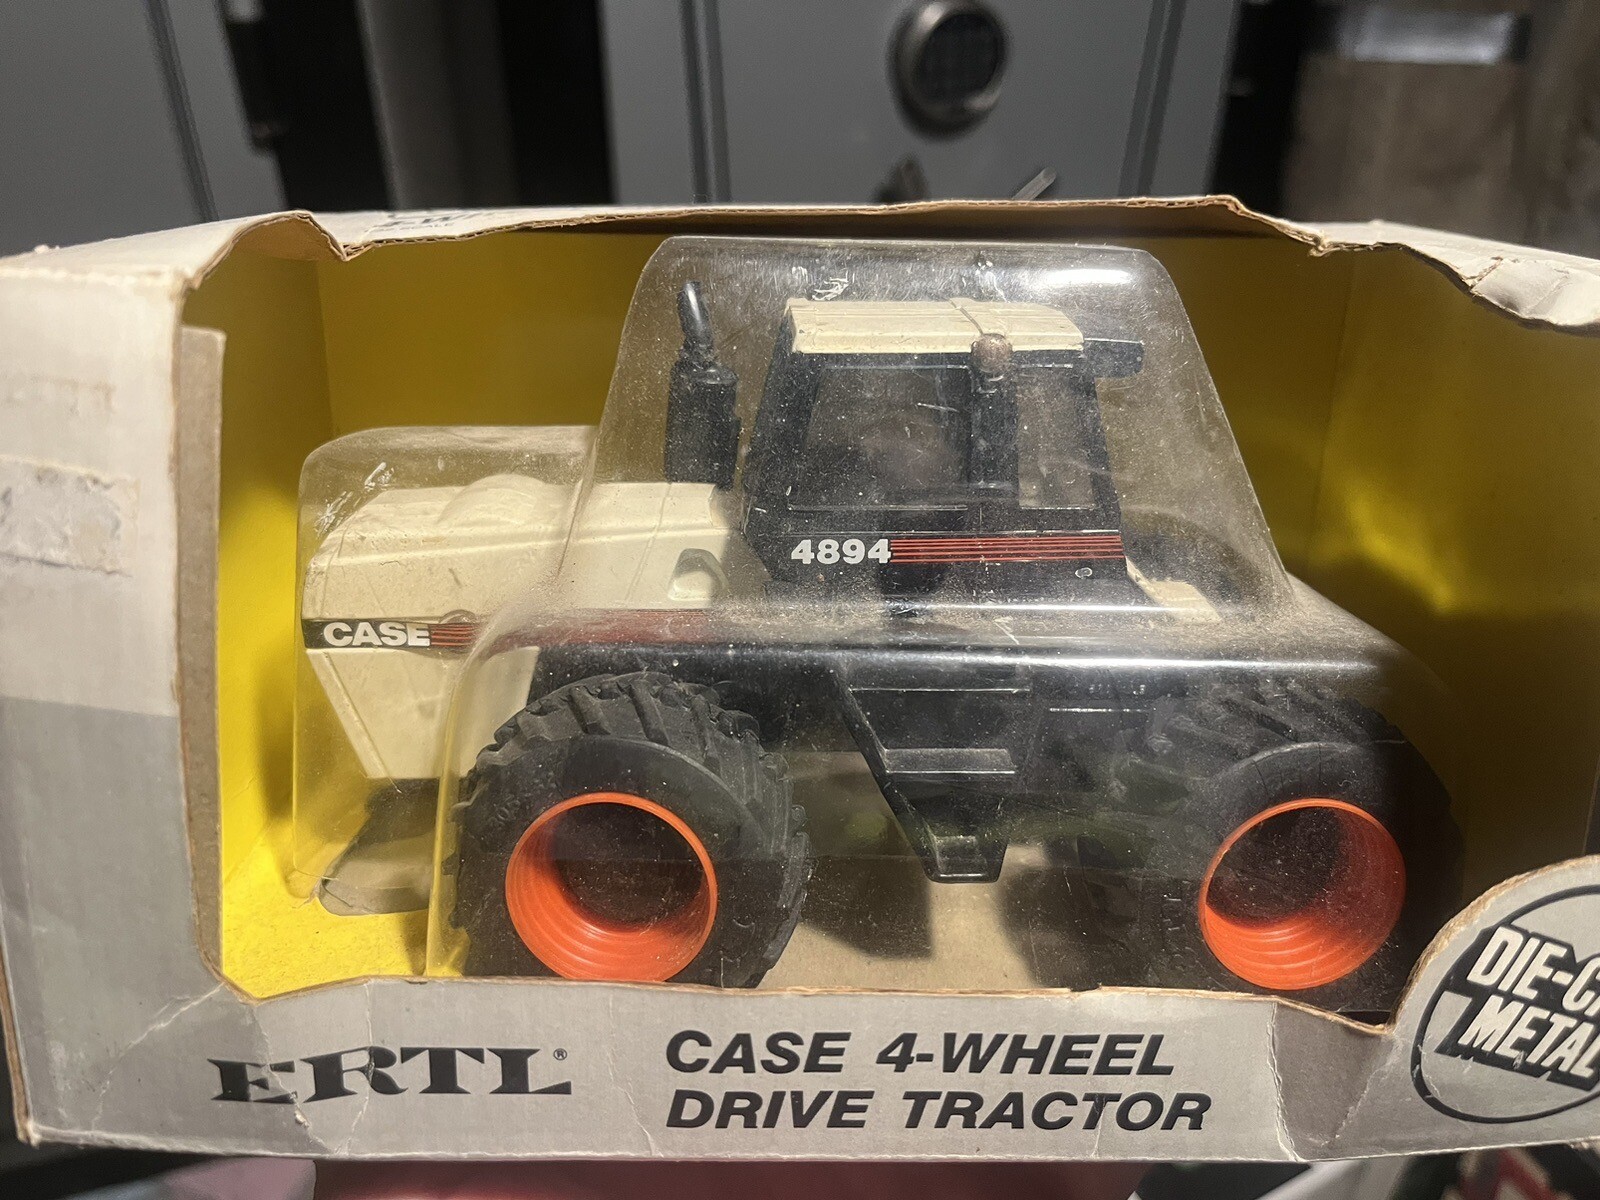 4894
CASE
ERTL®
CASE 4-WHEEL
DRIVE TRACTOR
DIE-C
METAL